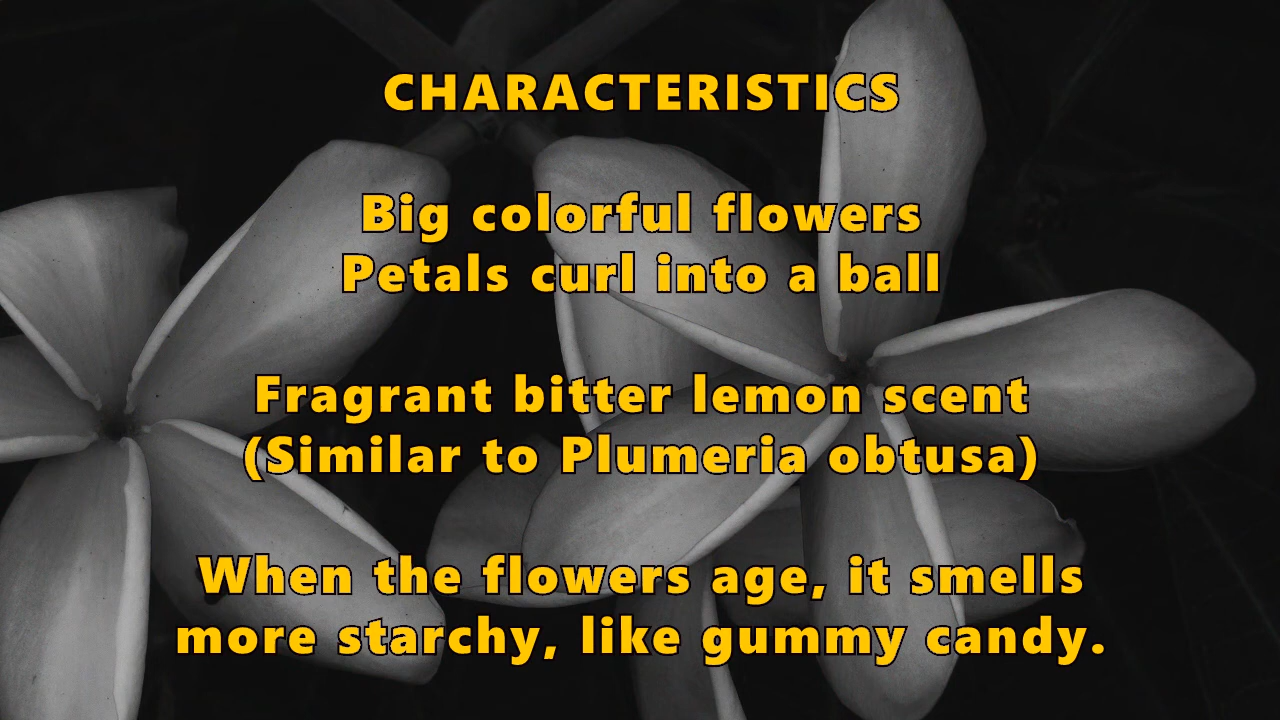 CHARACTERISTICS
Big colorful flowers
Petals curl into a ball
Fragrant bitter lemon scent
(Similar to Plumeria obtusa)
When the flowers age, it smells
more starchy, like gummy candy.